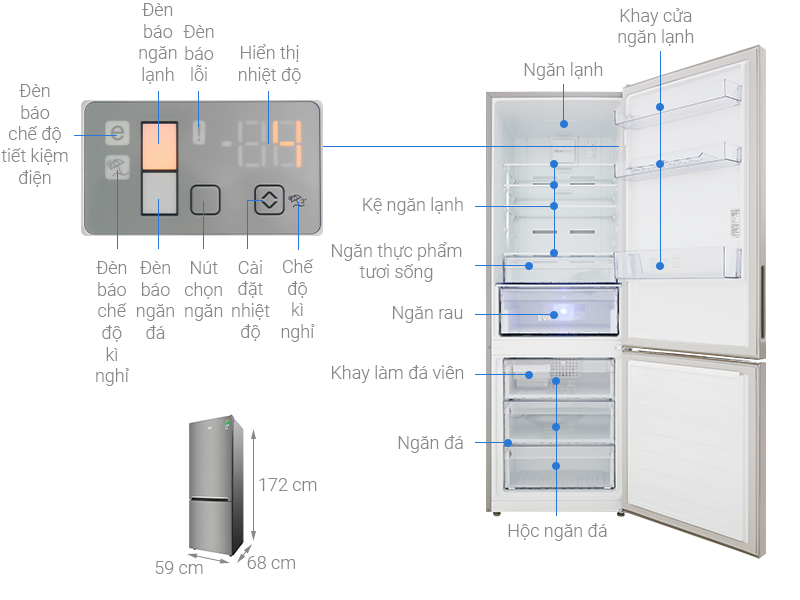 Đèn
báo
ngăn
lạnh
Đèn
báo
lỗi
Hiển thị
nhiệt độ
Đèn
báo
chế độ
tiết kiệm
điện
e
-4
Đèn
báo
chế
độ
kì
nghỉ
Đèn
báo
ngăn
đá
Nút
chọn
ngăn
Cài
đặt
nhiệt
độ
Chế
độ
kì
nghỉ
Khay cửa
ngăn lạnh
Ngăn lạnh
Kệ ngăn lạnh
Ngăn thực phẩm
tươi sống
Ngăn rau
Khay làm đá viên
Ngăn đá
Hộc ngăn đá
172 cm
59 cm
68 cm